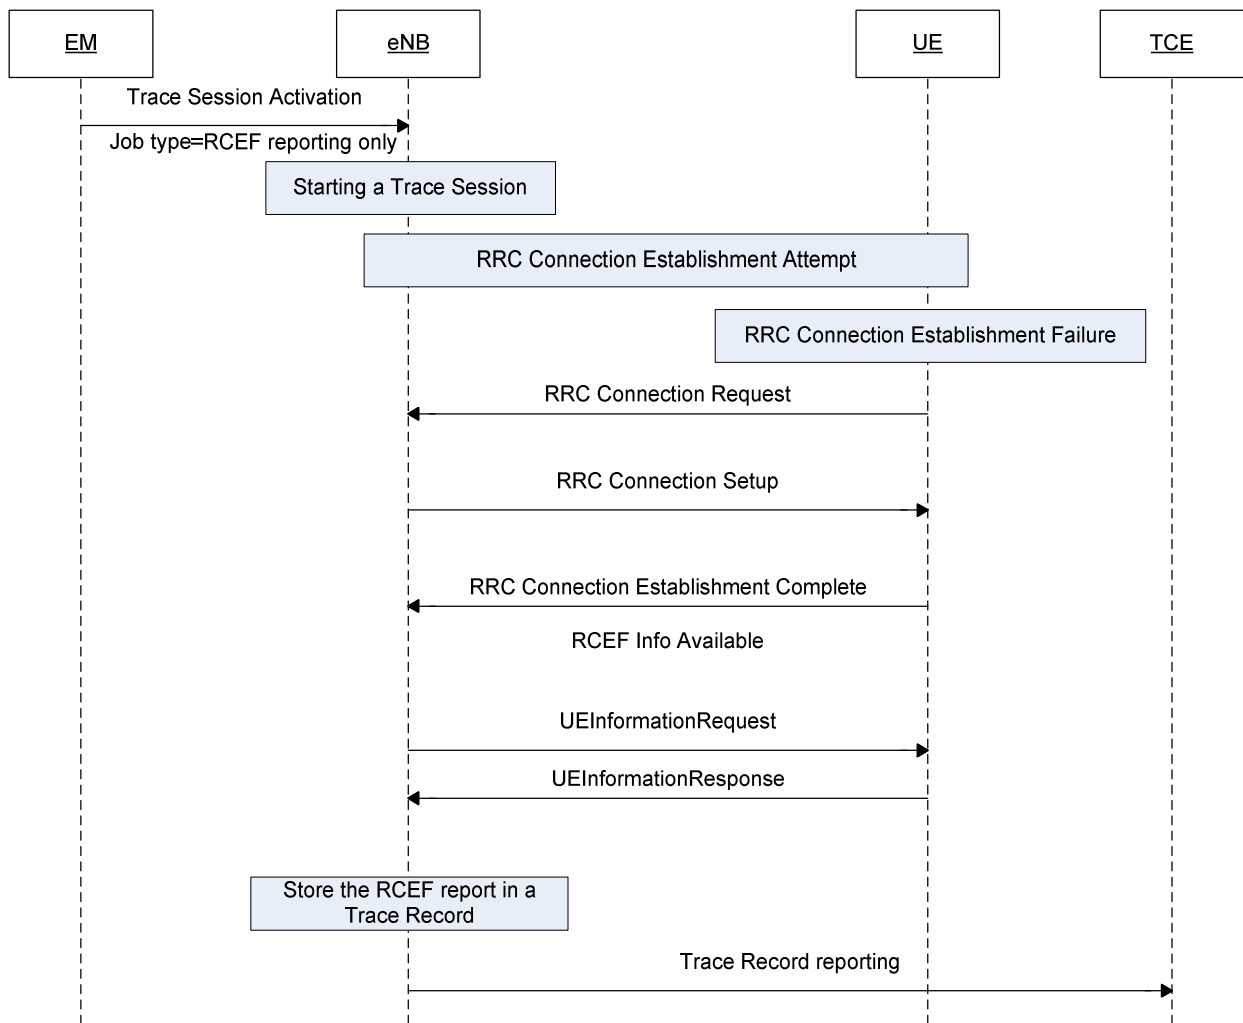 EM
eNB
UE
TCE
Trace Session Activation
Job type=RCEF reporting only
Starting a Trace Session
RRC Connection Establishment Attempt
RRC Connection Establishment Failure
RRC Connection Request
RRC Connection Setup
RRC Connection Establishment Complete
RCEF Info Available
UEInformationRequest
UEInformationResponse
Store the RCEF report in a
Trace Record
Trace Record reporting